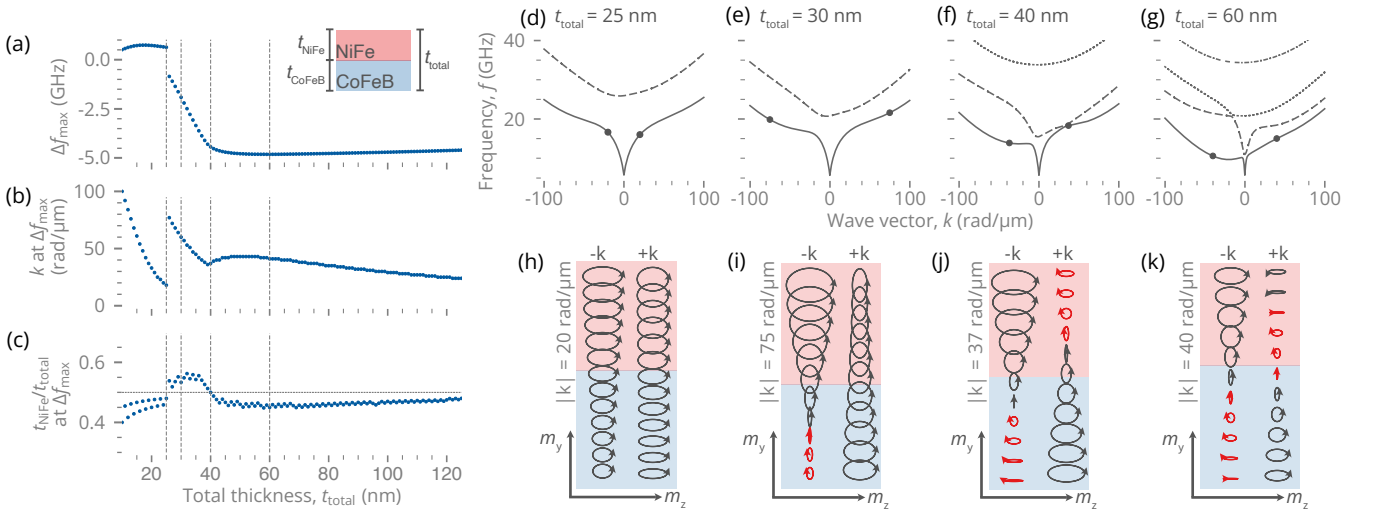 (a)
0.0
-2.5
-5.0
Δf_max (GHz)
t_NiFe
NiFe
t_CoFeB
CoFeB
t_total
(b)
100
50
0
k at Δf_max
(rad/μm)
(c)
0.6
0.4
t_NiFe/t_total
at Δf_max
20 40 60 80 100 120
Total thickness, t_total (nm)
(d) t_total = 25 nm
(e) t_total = 30 nm
(f) t_total = 40 nm
(g) t_total = 60 nm
40
20
Frequency, f (GHz)
-100 0 100
-100 0 100
-100 0 100
-100 0 100
Wave vector, k (rad/μm)
(h) -k +k
|k| = 20 rad/μm
m_y
m_z
(i) -k +k
|k| = 75 rad/μm
m_y
m_z
(j) -k +k
|k| = 37 rad/μm
m_y
m_z
(k) -k +k
|k| = 40 rad/μm
m_y
m_z